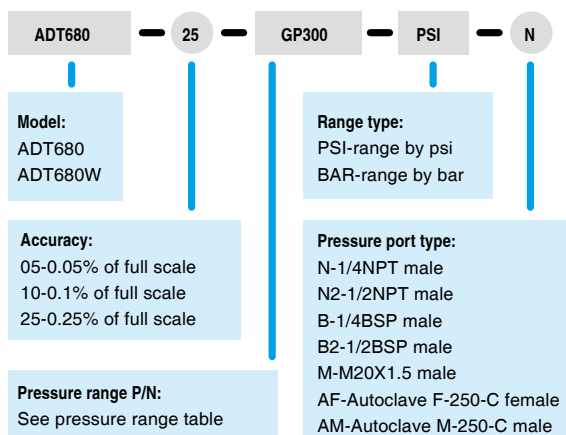 ADT680 — 25 — GP300 — PSI — N
Model:
ADT680
ADT680W
Accuracy:
05-0.05% of full scale
10-0.1% of full scale
25-0.25% of full scale
Pressure range P/N:
See pressure range table
Range type:
PSI-range by psi
BAR-range by bar
Pressure port type:
N-1/4NPT male
N2-1/2NPT male
B-1/4BSP male
B2-1/2BSP male
M-M20X1.5 male
AF-Autoclave F-250-C female
AM-Autoclave M-250-C male